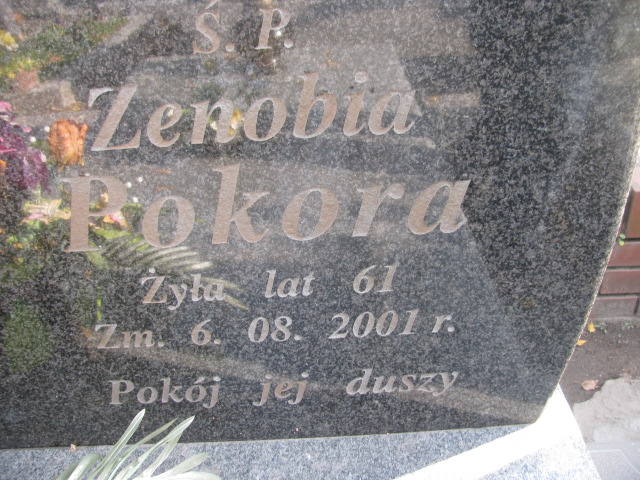 Ś. P.
Zenobia
Pokora
Żyła lat 61
Zm. 6. 08. 2001 r.
Pokój jej duszy